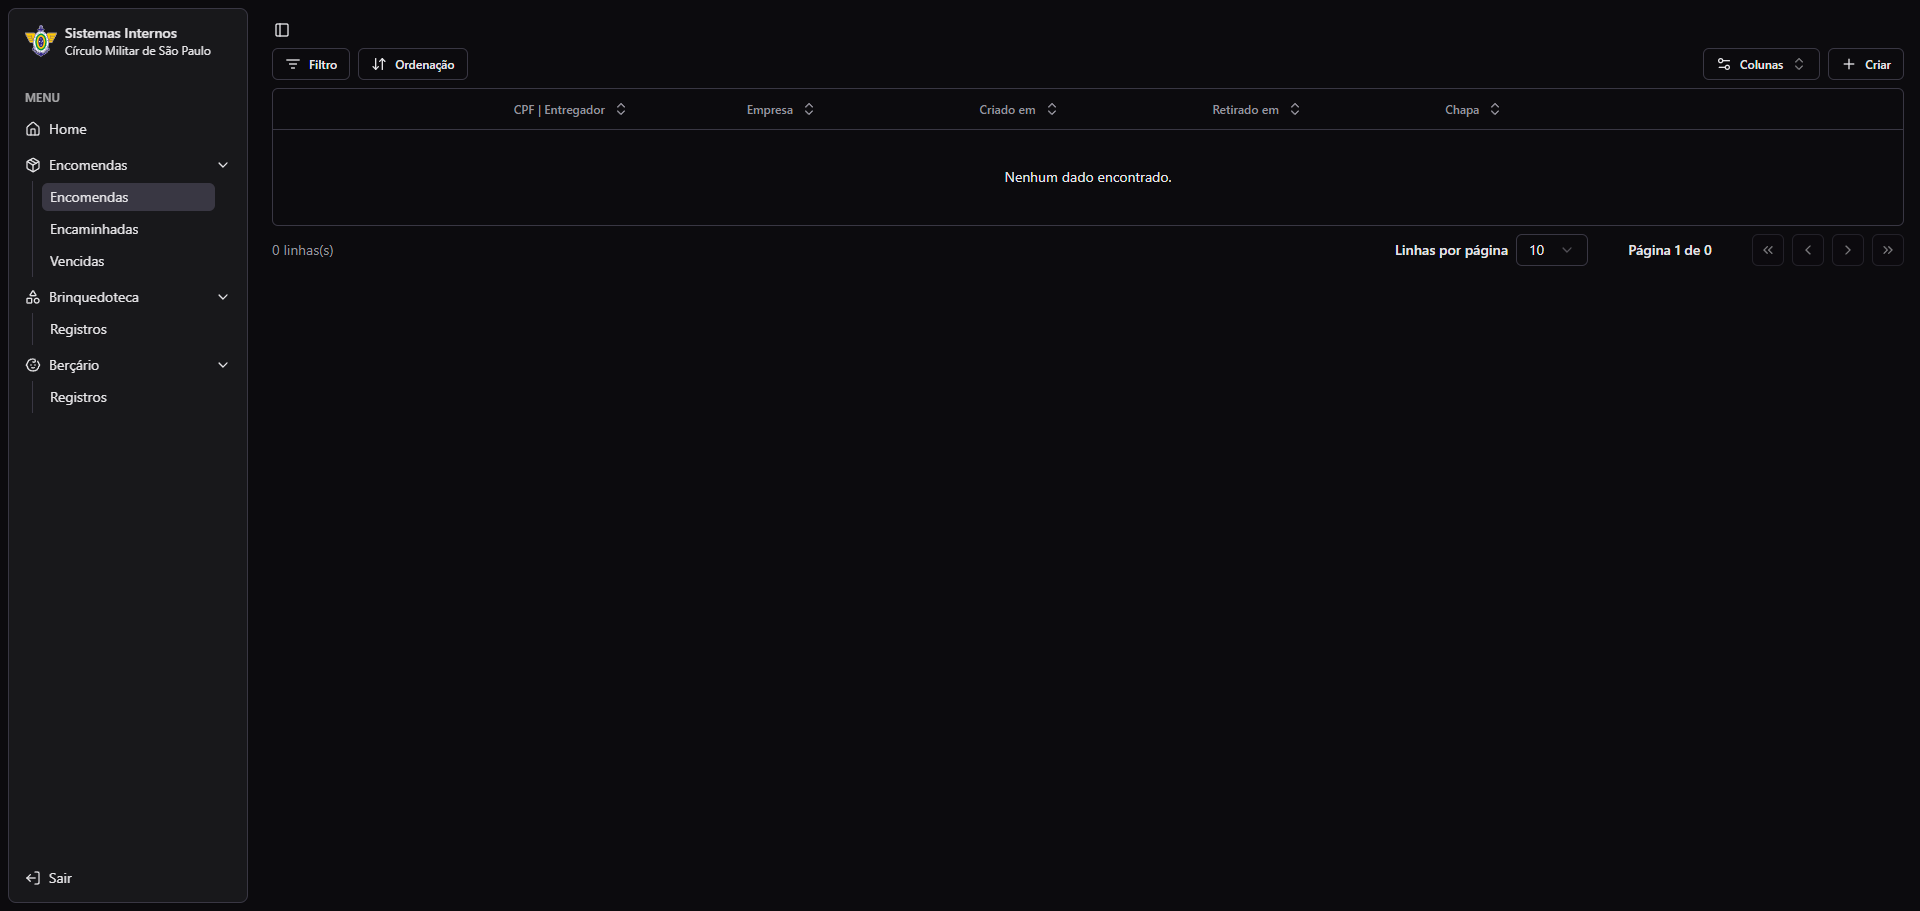 Sistemas Internos
Círculo Militar de São Paulo
MENU
Home
Encomendas
Encomendas
Encaminhadas
Vencidas
Brinquedoteca
Registros
Berçário
Registros
Sair
Filtro
Ordenação
Colunas
Criar
CPF | Entregador
Empresa
Criado em
Retirado em
Chapa
Nenhum dado encontrado.
0 linhas(s)
Linhas por página
10
Página 1 de 0